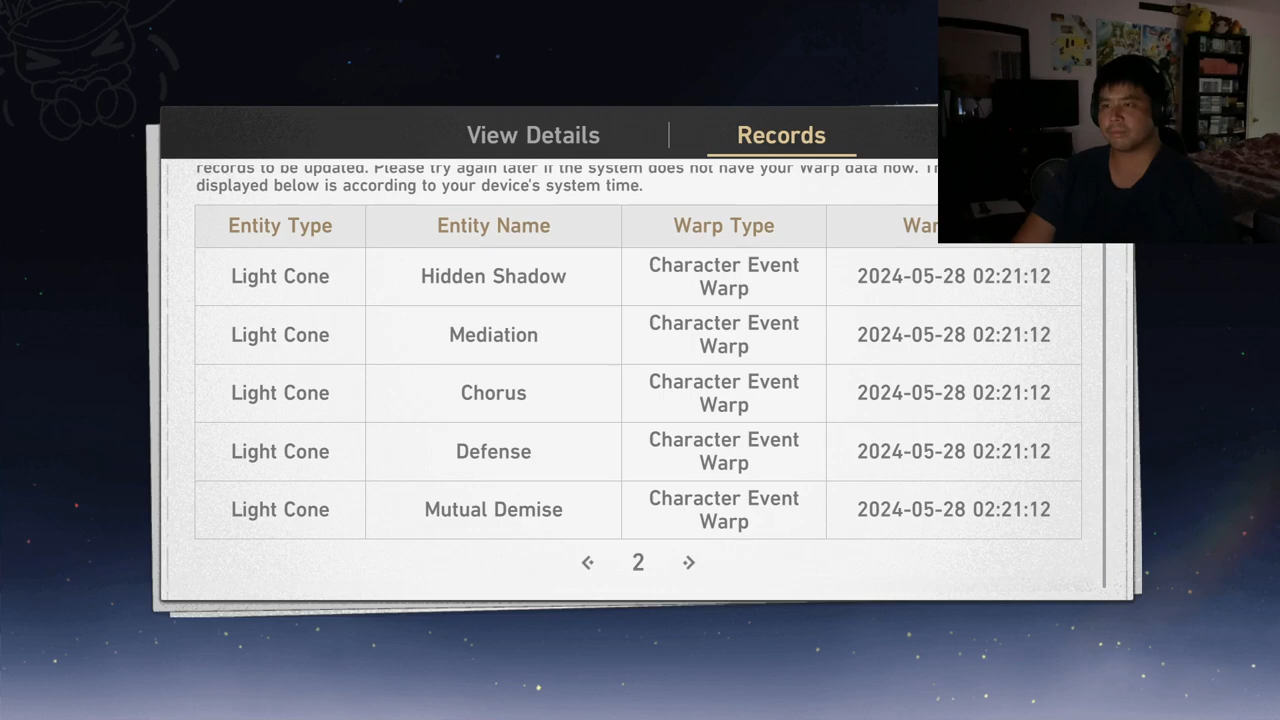 View Details
Records
records to be updated. Please try again later if the system does not have your Warp data now.
displayed below is according to your device's system time.
Entity Type Entity Name Warp Type
Light Cone Hidden Shadow Character Event Warp 2024-05-28 02:21:12
Light Cone Mediation Character Event Warp 2024-05-28 02:21:12
Light Cone Chorus Character Event Warp 2024-05-28 02:21:12
Light Cone Defense Character Event Warp 2024-05-28 02:21:12
Light Cone Mutual Demise Character Event Warp 2024-05-28 02:21:12
2